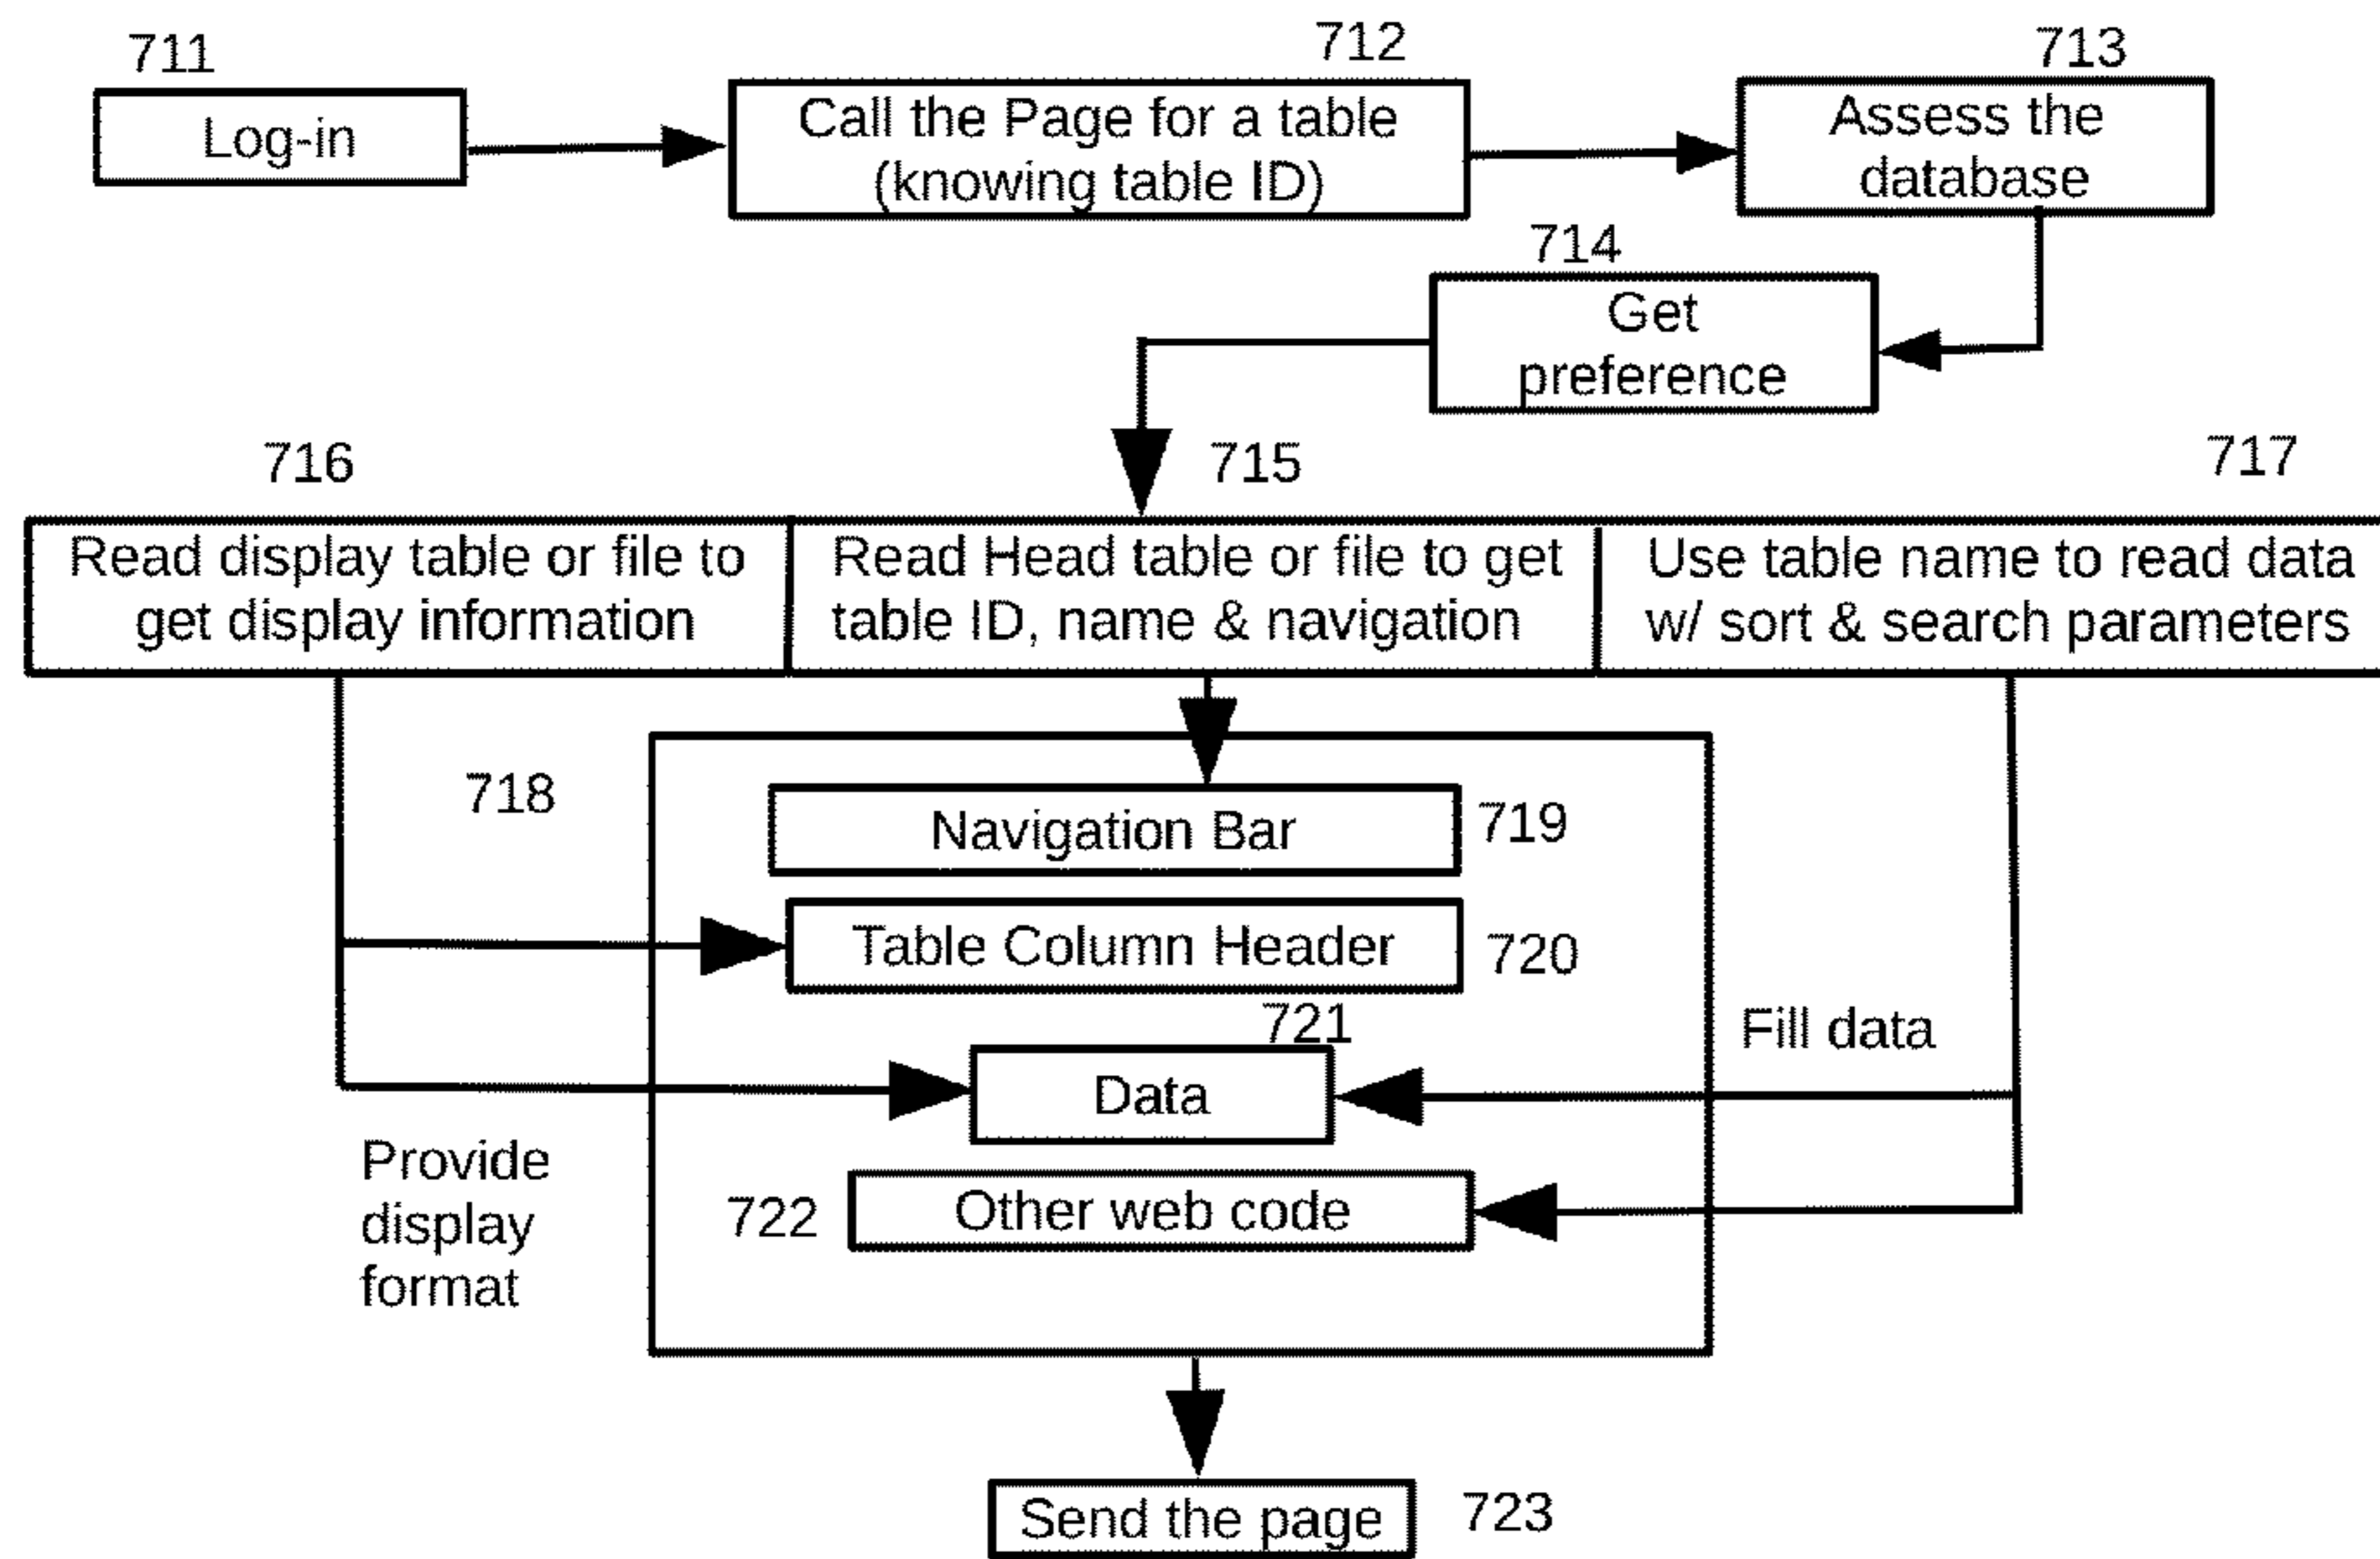 711
Log-in
712
Call the Page for a table
(knowing table ID)
713
Assess the
database
714
Get
preference
716
Read display table or file to
get display information
715
Read Head table or file to get
table ID, name & navigation
717
Use table name to read data
w/ sort & search parameters
718
Navigation Bar
719
Table Column Header
720
721
Data
Fill data
Provide
display
format
722
Other web code
Send the page
723